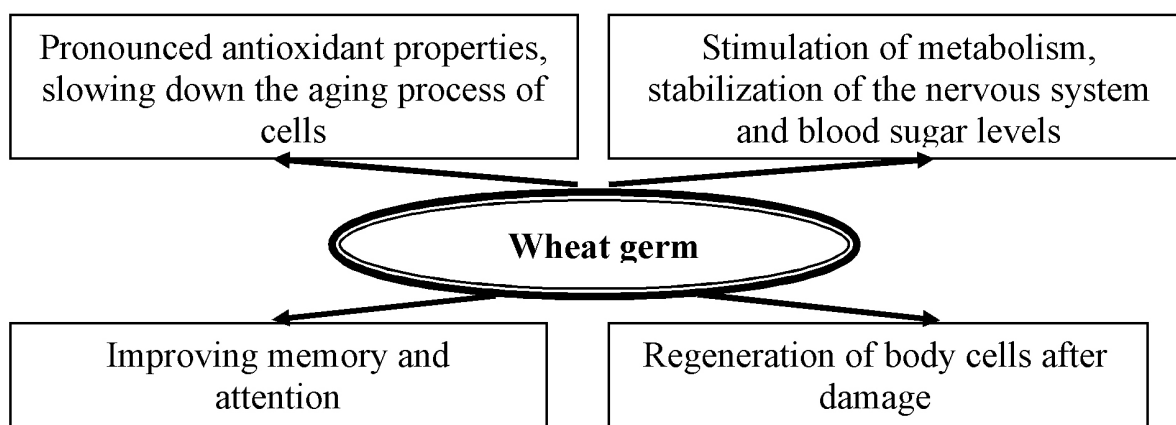 Pronounced antioxidant properties,
slowing down the aging process of
cells
Stimulation of metabolism,
stabilization of the nervous system
and blood sugar levels
Wheat germ
Improving memory and
attention
Regeneration of body cells after
damage